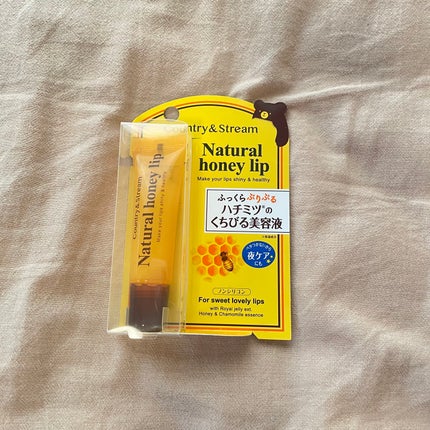 Country&Stream
Natural
honey lip
Make your lips shiny & healthy
ふっくらぷりぷる
ハチミツ*の
くちびる美容液
夜ケア
にも
ノンシリコン
For sweet lovely lips
with Royal jelly ext.
Honey & Chamomile essence
Country&Stream
Natural honey lip
Make your lips shiny & healthy